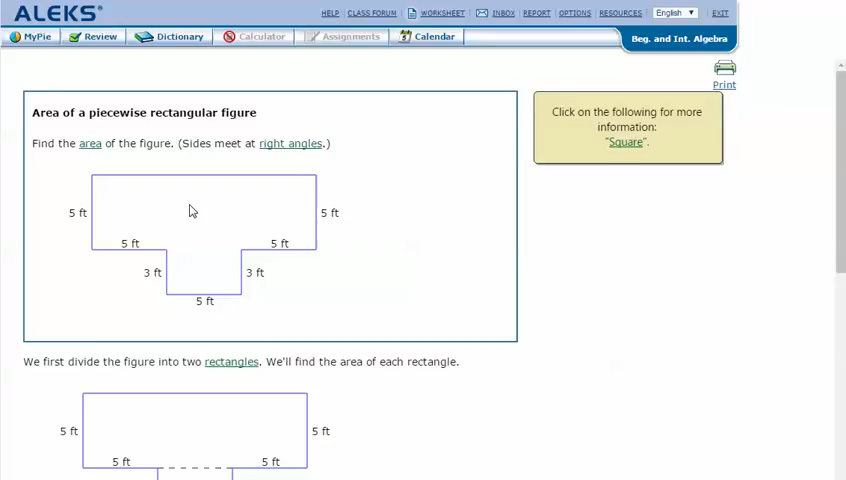 ALEKS®
HELP CLASS FORUM WORKSHEET INBOX REPORT OPTIONS RESOURCES English EXIT
MyPie Review Dictionary Calculator Assignments Calendar
Beg. and Int. Algebra
Print
Area of a piecewise rectangular figure
Find the area of the figure. (Sides meet at right angles.)
5 ft 5 ft
5 ft 5 ft
3 ft 3 ft
5 ft
Click on the following for more
information:
"Square".
We first divide the figure into two rectangles. We'll find the area of each rectangle.
5 ft 5 ft
5 ft 5 ft